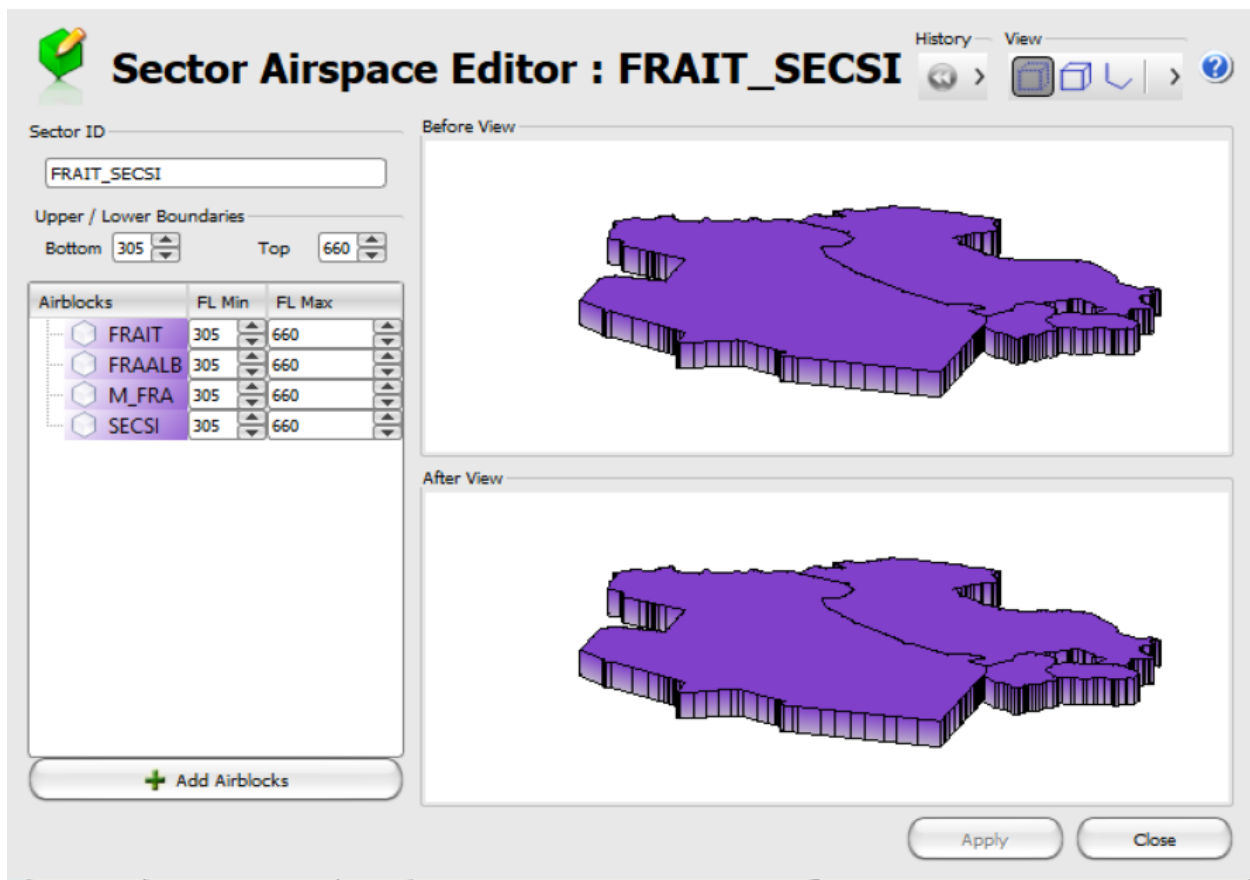 Sector Airspace Editor : FRAIT_SECSI
History
View
Sector ID
FRAIT_SECSI
Upper / Lower Boundaries
Bottom 305 Top 660
Airblocks FL Min FL Max
FRAIT 305 660
FRAALB 305 660
M_FRA 305 660
SECSI 305 660
Add Airblocks
Before View
After View
Apply Close